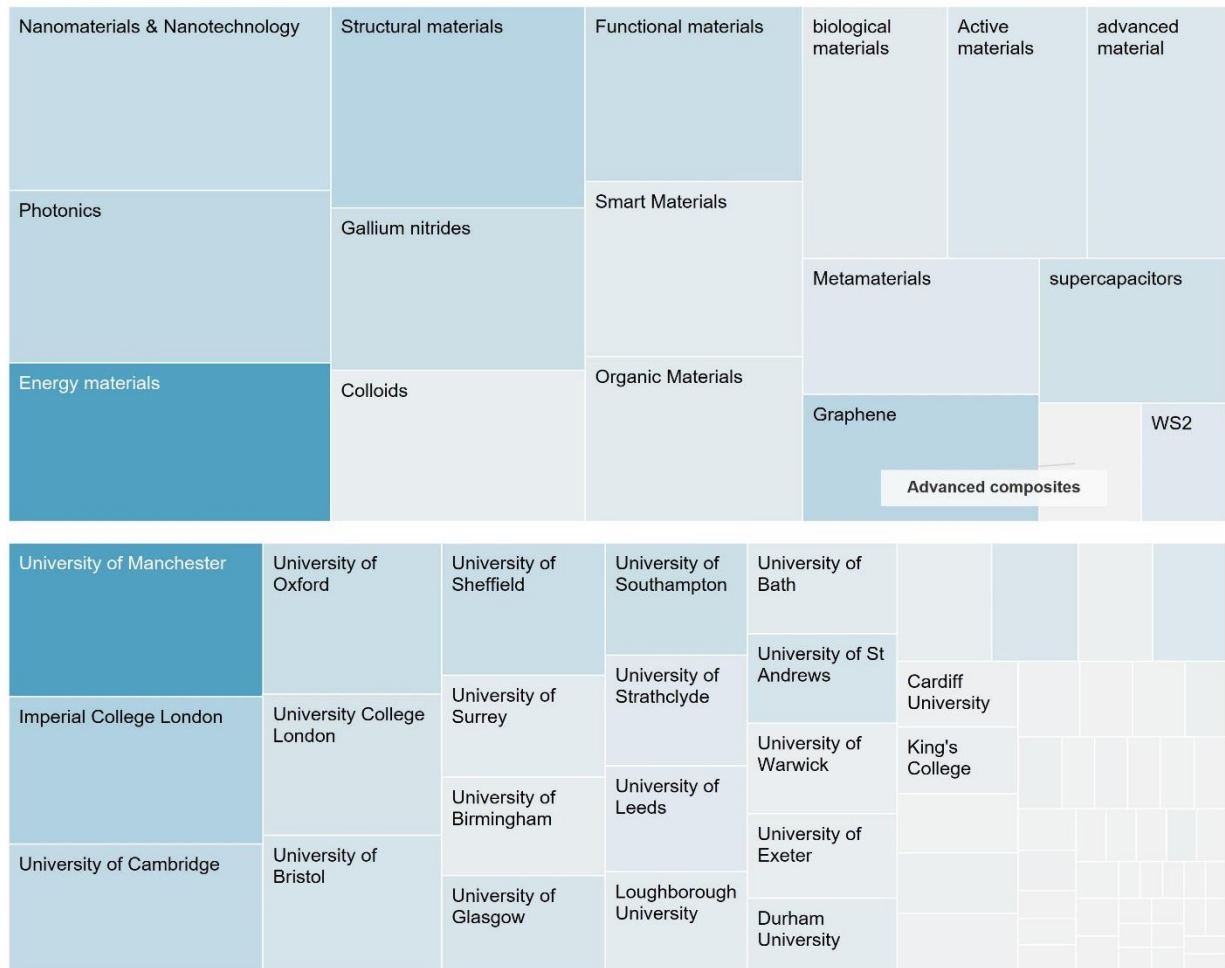 Nanomaterials & Nanotechnology
Photonics
Energy materials
Structural materials
Gallium nitrides
Colloids
Functional materials
Smart Materials
Organic Materials
biological
materials
Active
materials
advanced
material
Metamaterials
supercapacitors
Graphene
Advanced composites
WS2
University of Manchester
Imperial College London
University of Cambridge
University of
Oxford
University College
London
University of
Bristol
University of
Sheffield
University of
Surrey
University of
Birmingham
University of
Glasgow
University of
Southampton
University of
Strathclyde
University of
Leeds
Loughborough
University
University of
Bath
University of St
Andrews
University of
Warwick
University of
Exeter
Durham
University
Cardiff
University
King's
College